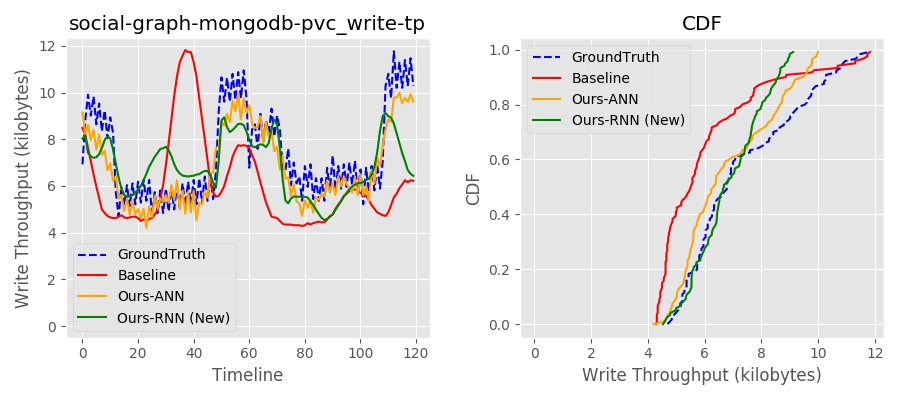 social-graph-mongodb-pvc_write-tp
Write Throughput (kilobytes)
12
10
8
6
4
2
0
GroundTruth
Baseline
Ours-ANN
Ours-RNN (New)
0 20 40 60 80 100 120
Timeline
CDF
CDF
1.0
0.8
0.6
0.4
0.2
0.0
GroundTruth
Baseline
Ours-ANN
Ours-RNN (New)
0 2 4 6 8 10 12
Write Throughput (kilobytes)